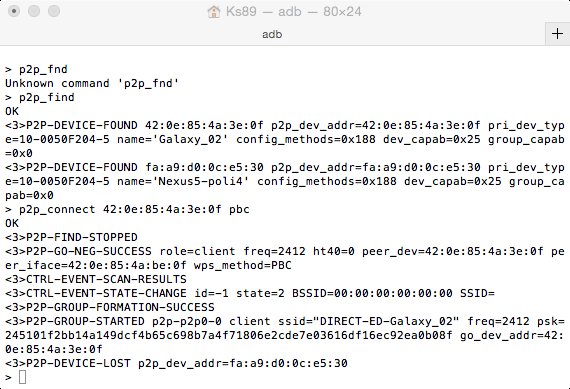 Ks89 — adb — 80×24
adb
+
> p2p_fnd
Unknown command 'p2p_fnd'
> p2p_find
OK
<3>P2P-DEVICE-FOUND 42:0e:85:4a:3e:0f p2p_dev_addr=42:0e:85:4a:3e:0f pri_dev_typ
e=10-0050F204-5 name='Galaxy_02' config_methods=0x188 dev_capab=0x25 group_capab
=0x0
<3>P2P-DEVICE-FOUND fa:a9:d0:0c:e5:30 p2p_dev_addr=fa:a9:d0:0c:e5:30 pri_dev_typ
e=10-0050F204-5 name='Nexus5-poli4' config_methods=0x188 dev_capab=0x25 group_ca
pab=0x0
> p2p_connect 42:0e:85:4a:3e:0f pbc
OK
<3>P2P-FIND-STOPPED
<3>P2P-GO-NEG-SUCCESS role=client freq=2412 ht40=0 peer_dev=42:0e:85:4a:3e:0f pe
er_iface=42:0e:85:4a:be:0f wps_method=PBC
<3>CTRL-EVENT-SCAN-RESULTS
<3>CTRL-EVENT-STATE-CHANGE id=-1 state=2 BSSID=00:00:00:00:00:00 SSID=
<3>P2P-GROUP-FORMATION-SUCCESS
<3>P2P-GROUP-STARTED p2p-p2p0-0 client ssid="DIRECT-ED-Galaxy_02" freq=2412 psk=
245101f2bb14a149dcf4b65c698b7a4f71806e2cde7e03616df16ec92ea0b08f go_dev_addr=42:
0e:85:4a:3e:0f
<3>P2P-DEVICE-LOST p2p_dev_addr=fa:a9:d0:0c:e5:30
>